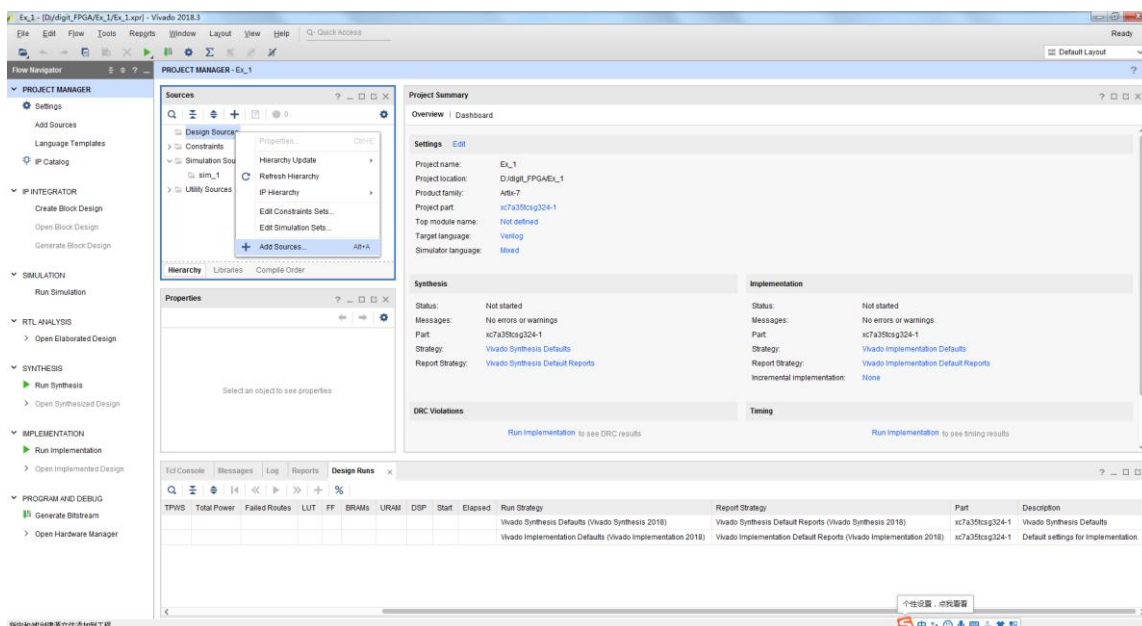 Ex_1 - [D:/digit_FPGA/Ex_1/Ex_1.xpr] - Vivado 2018.3
File Edit Flow Tools Reports Window Layout View Help Q- Quick Access Ready
Default Layout
Flow Navigator
PROJECT MANAGER - Ex_1
PROJECT MANAGER
Settings
Add Sources
Language Templates
IP Catalog
IP INTEGRATOR
Create Block Design
Open Block Design
Generate Block Design
SIMULATION
Run Simulation
RTL ANALYSIS
Open Elaborated Design
SYNTHESIS
Run Synthesis
Open Synthesized Design
IMPLEMENTATION
Run Implementation
Open Implemented Design
PROGRAM AND DEBUG
Generate Bitstream
Open Hardware Manager
Sources
0
Design Sources
Constraints
Simulation Sou
sim_1
Utility Sources
Properties... Ctrl+E
Hierarchy Update
Refresh Hierarchy
IP Hierarchy
Edit Constraints Sets...
Edit Simulation Sets...
Add Sources... Alt+A
Hierarchy Libraries Compile Order
Properties
Select an object to see properties
Project Summary
Overview | Dashboard
Settings Edit
Project name: Ex_1
Project location: D:/digit_FPGA/Ex_1
Product family: Artix-7
Project part: xc7a35tcsg324-1
Top module name: Not defined
Target language: Verilog
Simulator language: Mixed
Synthesis
Status: Not started
Messages: No errors or warnings
Part: xc7a35tcsg324-1
Strategy: Vivado Synthesis Defaults
Report Strategy: Vivado Synthesis Default Reports
Implementation
Status: Not started
Messages: No errors or warnings
Part: xc7a35tcsg324-1
Strategy: Vivado Implementation Defaults
Report Strategy: Vivado Implementation Default Reports
Incremental implementation: None
DRC Violations
Run Implementation to see DRC results
Timing
Run Implementation to see timing results
Tcl Console Messages Log Reports Design Runs
TPWS Total Power Failed Routes LUT FF BRAMs URAM DSP Start Elapsed Run Strategy Report Strategy Part Description
Vivado Synthesis Defaults (Vivado Synthesis 2018) Vivado Synthesis Default Reports (Vivado Synthesis 2018) xc7a35tcsg324-1 Vivado Synthesis Defaults
Vivado Implementation Defaults (Vivado Implementation 2018) Vivado Implementation Default Reports (Vivado Implementation 2018) xc7a35tcsg324-1 Default settings for Implementation.
个性设置，点我看看
中